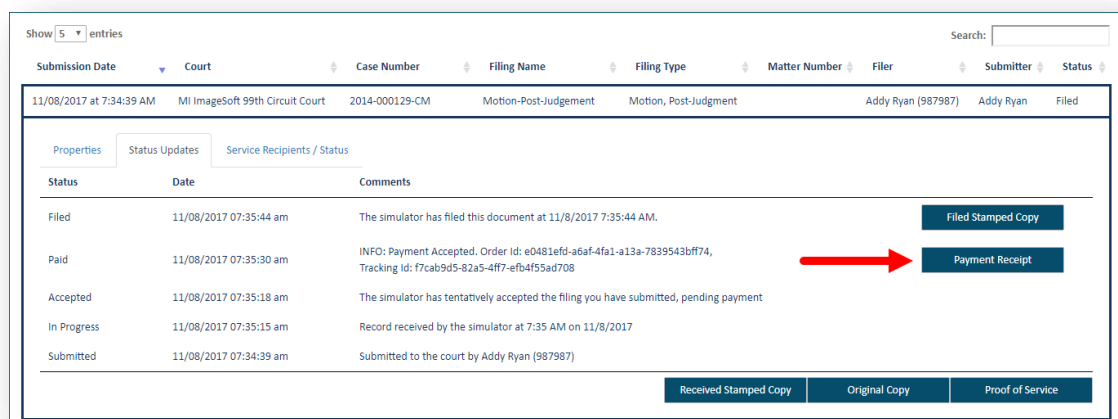 Show 5 entries Search:
Submission Date Court Case Number Filing Name Filing Type Matter Number Filer Submitter Status
11/08/2017 at 7:34:39 AM MI ImageSoft 99th Circuit Court 2014-000129-CM Motion-Post-Judgement Motion, Post-Judgment Addy Ryan (987987) Addy Ryan Filed
Properties Status Updates Service Recipients / Status
Status Date Comments
Filed 11/08/2017 07:35:44 am The simulator has filed this document at 11/8/2017 7:35:44 AM. Filed Stamped Copy
Paid 11/08/2017 07:35:30 am INFO: Payment Accepted. Order Id: e0481efd-a6af-4fa1-a13a-7839543bff74,
Tracking Id: f7cab9d5-82a5-4ff7-efb4f55ad708 Payment Receipt
Accepted 11/08/2017 07:35:18 am The simulator has tentatively accepted the filing you have submitted, pending payment
In Progress 11/08/2017 07:35:15 am Record received by the simulator at 7:35 AM on 11/8/2017
Submitted 11/08/2017 07:34:39 am Submitted to the court by Addy Ryan (987987)
Received Stamped Copy Original Copy Proof of Service